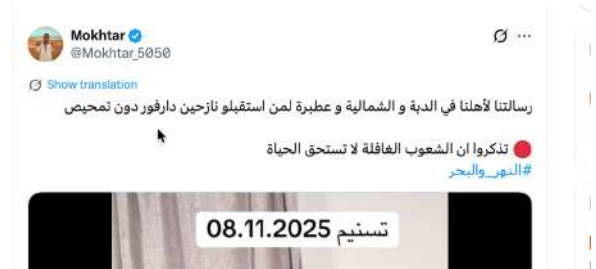 Mokhtar
@Mokhtar_5050
Show translation
رسالتنا لأهلنا في الدبة و الشمالية و عطبرة لمن استقبلو نازحين دارفور دون تمحيص
تذكروا ان الشعوب الغافلة لا تستحق الحياة
#النهر_والبحر
تسنيم 08.11.2025